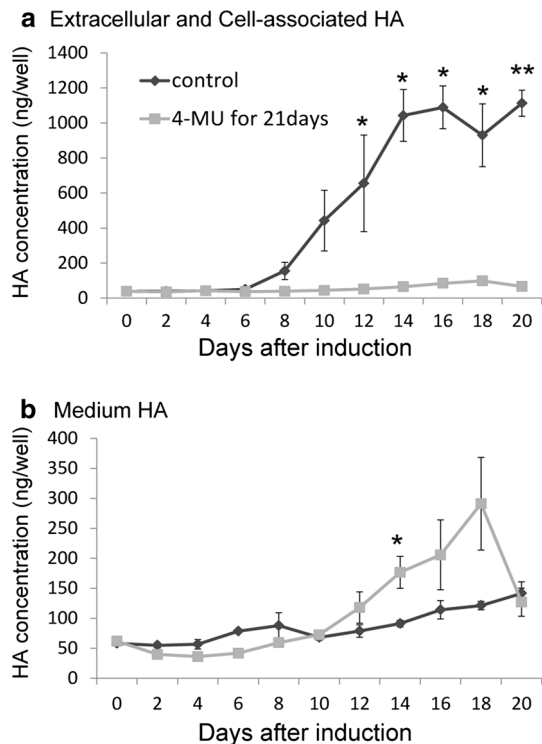 a Extracellular and Cell-associated HA
HA concentration (ng/well)
1400
1200
1000
800
600
400
200
0
control
4-MU for 21days
*
*
*
*
**
0 2 4 6 8 10 12 14 16 18 20
Days after induction
b Medium HA
HA concentration (ng/well)
400
350
300
250
200
150
100
50
0
*
0 2 4 6 8 10 12 14 16 18 20
Days after induction